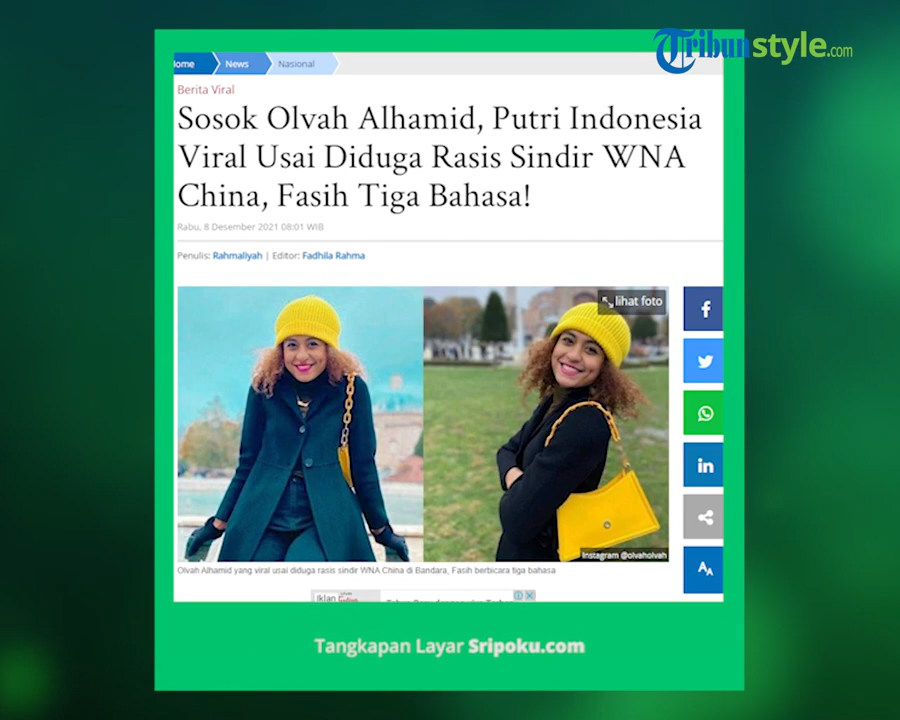 Tribunstyle.com
Home
News
Nasional
Berita Viral
Sosok Olvah Alhamid, Putri Indonesia
Viral Usai Diduga Rasis Sindir WNA
China, Fasih Tiga Bahasa!
Rabu, 8 Desember 2021 08:01 WIB
Penulis: Rahmaliyah | Editor: Fadhila Rahma
lihat foto
Instagram @olvaholvah
Olvah Alhamid yang viral usai diduga rasis sindir WNA China di Bandara, Fasih berbicara tiga bahasa
Iklan
Tangkapan Layar Sripoku.com